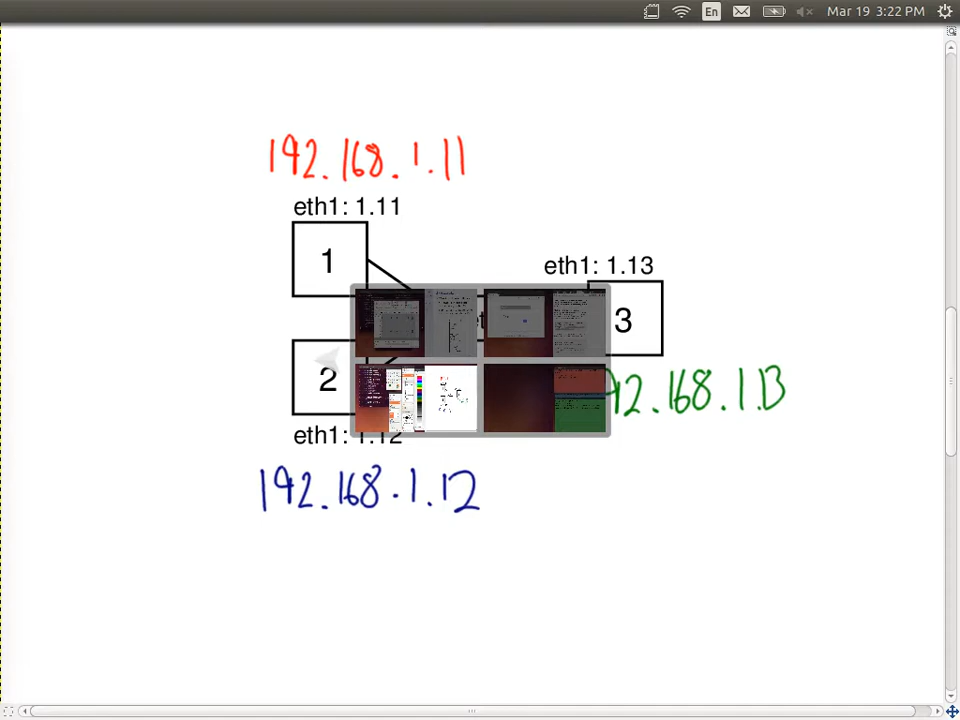 En Mar 19 3:22 PM
192.168.1.11
eth1: 1.11
1
eth1: 1.13
3
2
92.168.1.13
eth1: 1.12
192.168.1.12